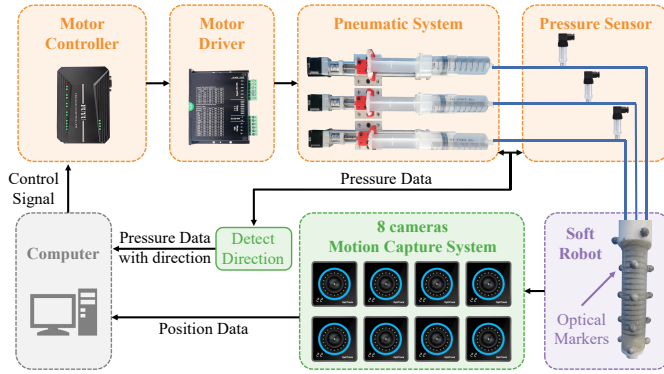 Motor
Controller
Motor
Driver
Pneumatic System
Pressure Sensor
Control
Signal
Pressure Data
Computer
Pressure Data
with direction
Detect
Direction
8 cameras
Motion Capture System
Soft
Robot
Optical
Markers
Position Data